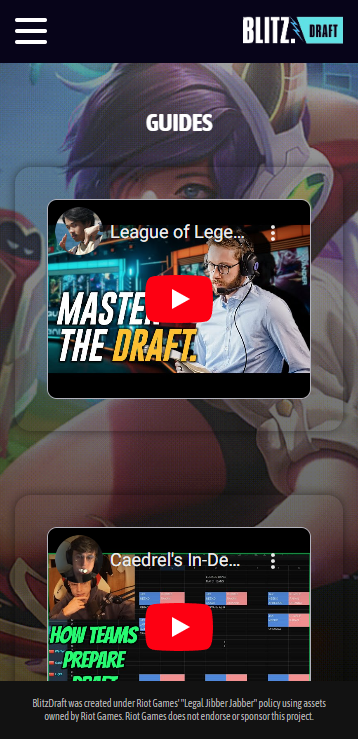 BLITZ.
DRAFT
GUIDES
League of Lege...
MASTER
THE DRAFT.
Caedrel's In-De...
HOW TEAMS
PREPARE
DRAFT
BlitzDraft was created under Riot Games' "Legal Jibber Jabber" policy using assets
owned by Riot Games. Riot Games does not endorse or sponsor this project.